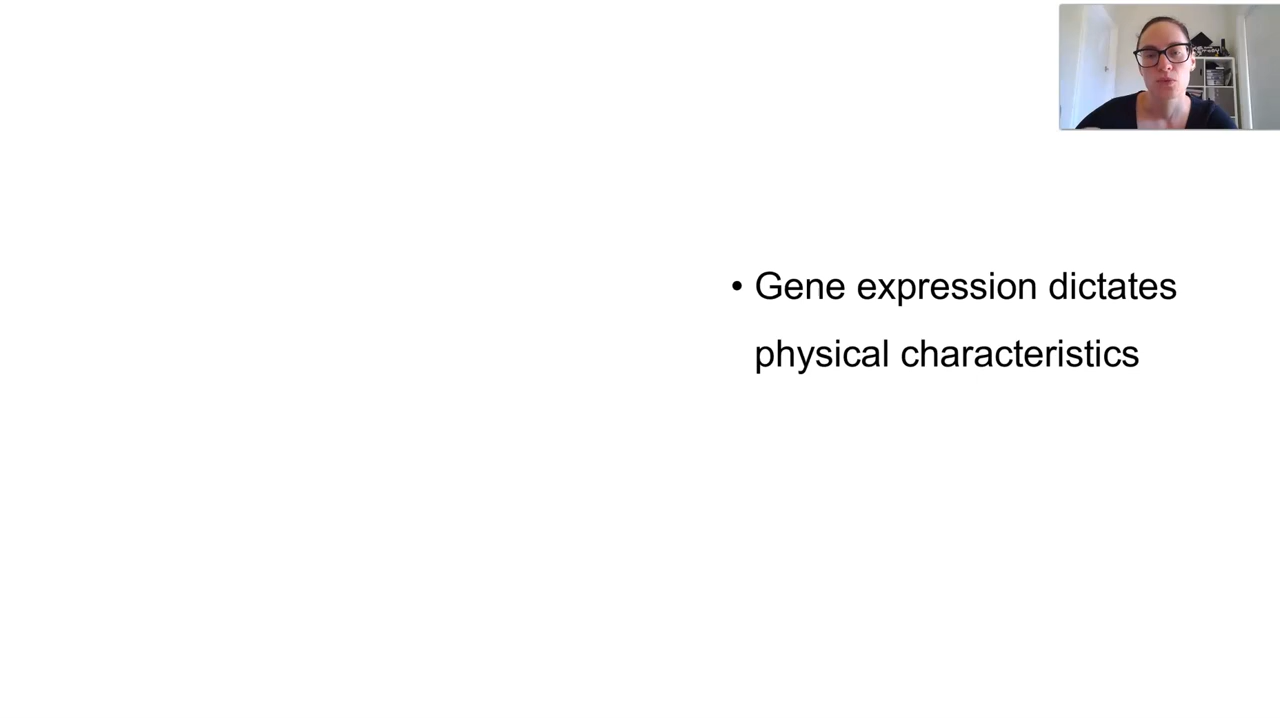 • Gene expression dictates
physical characteristics